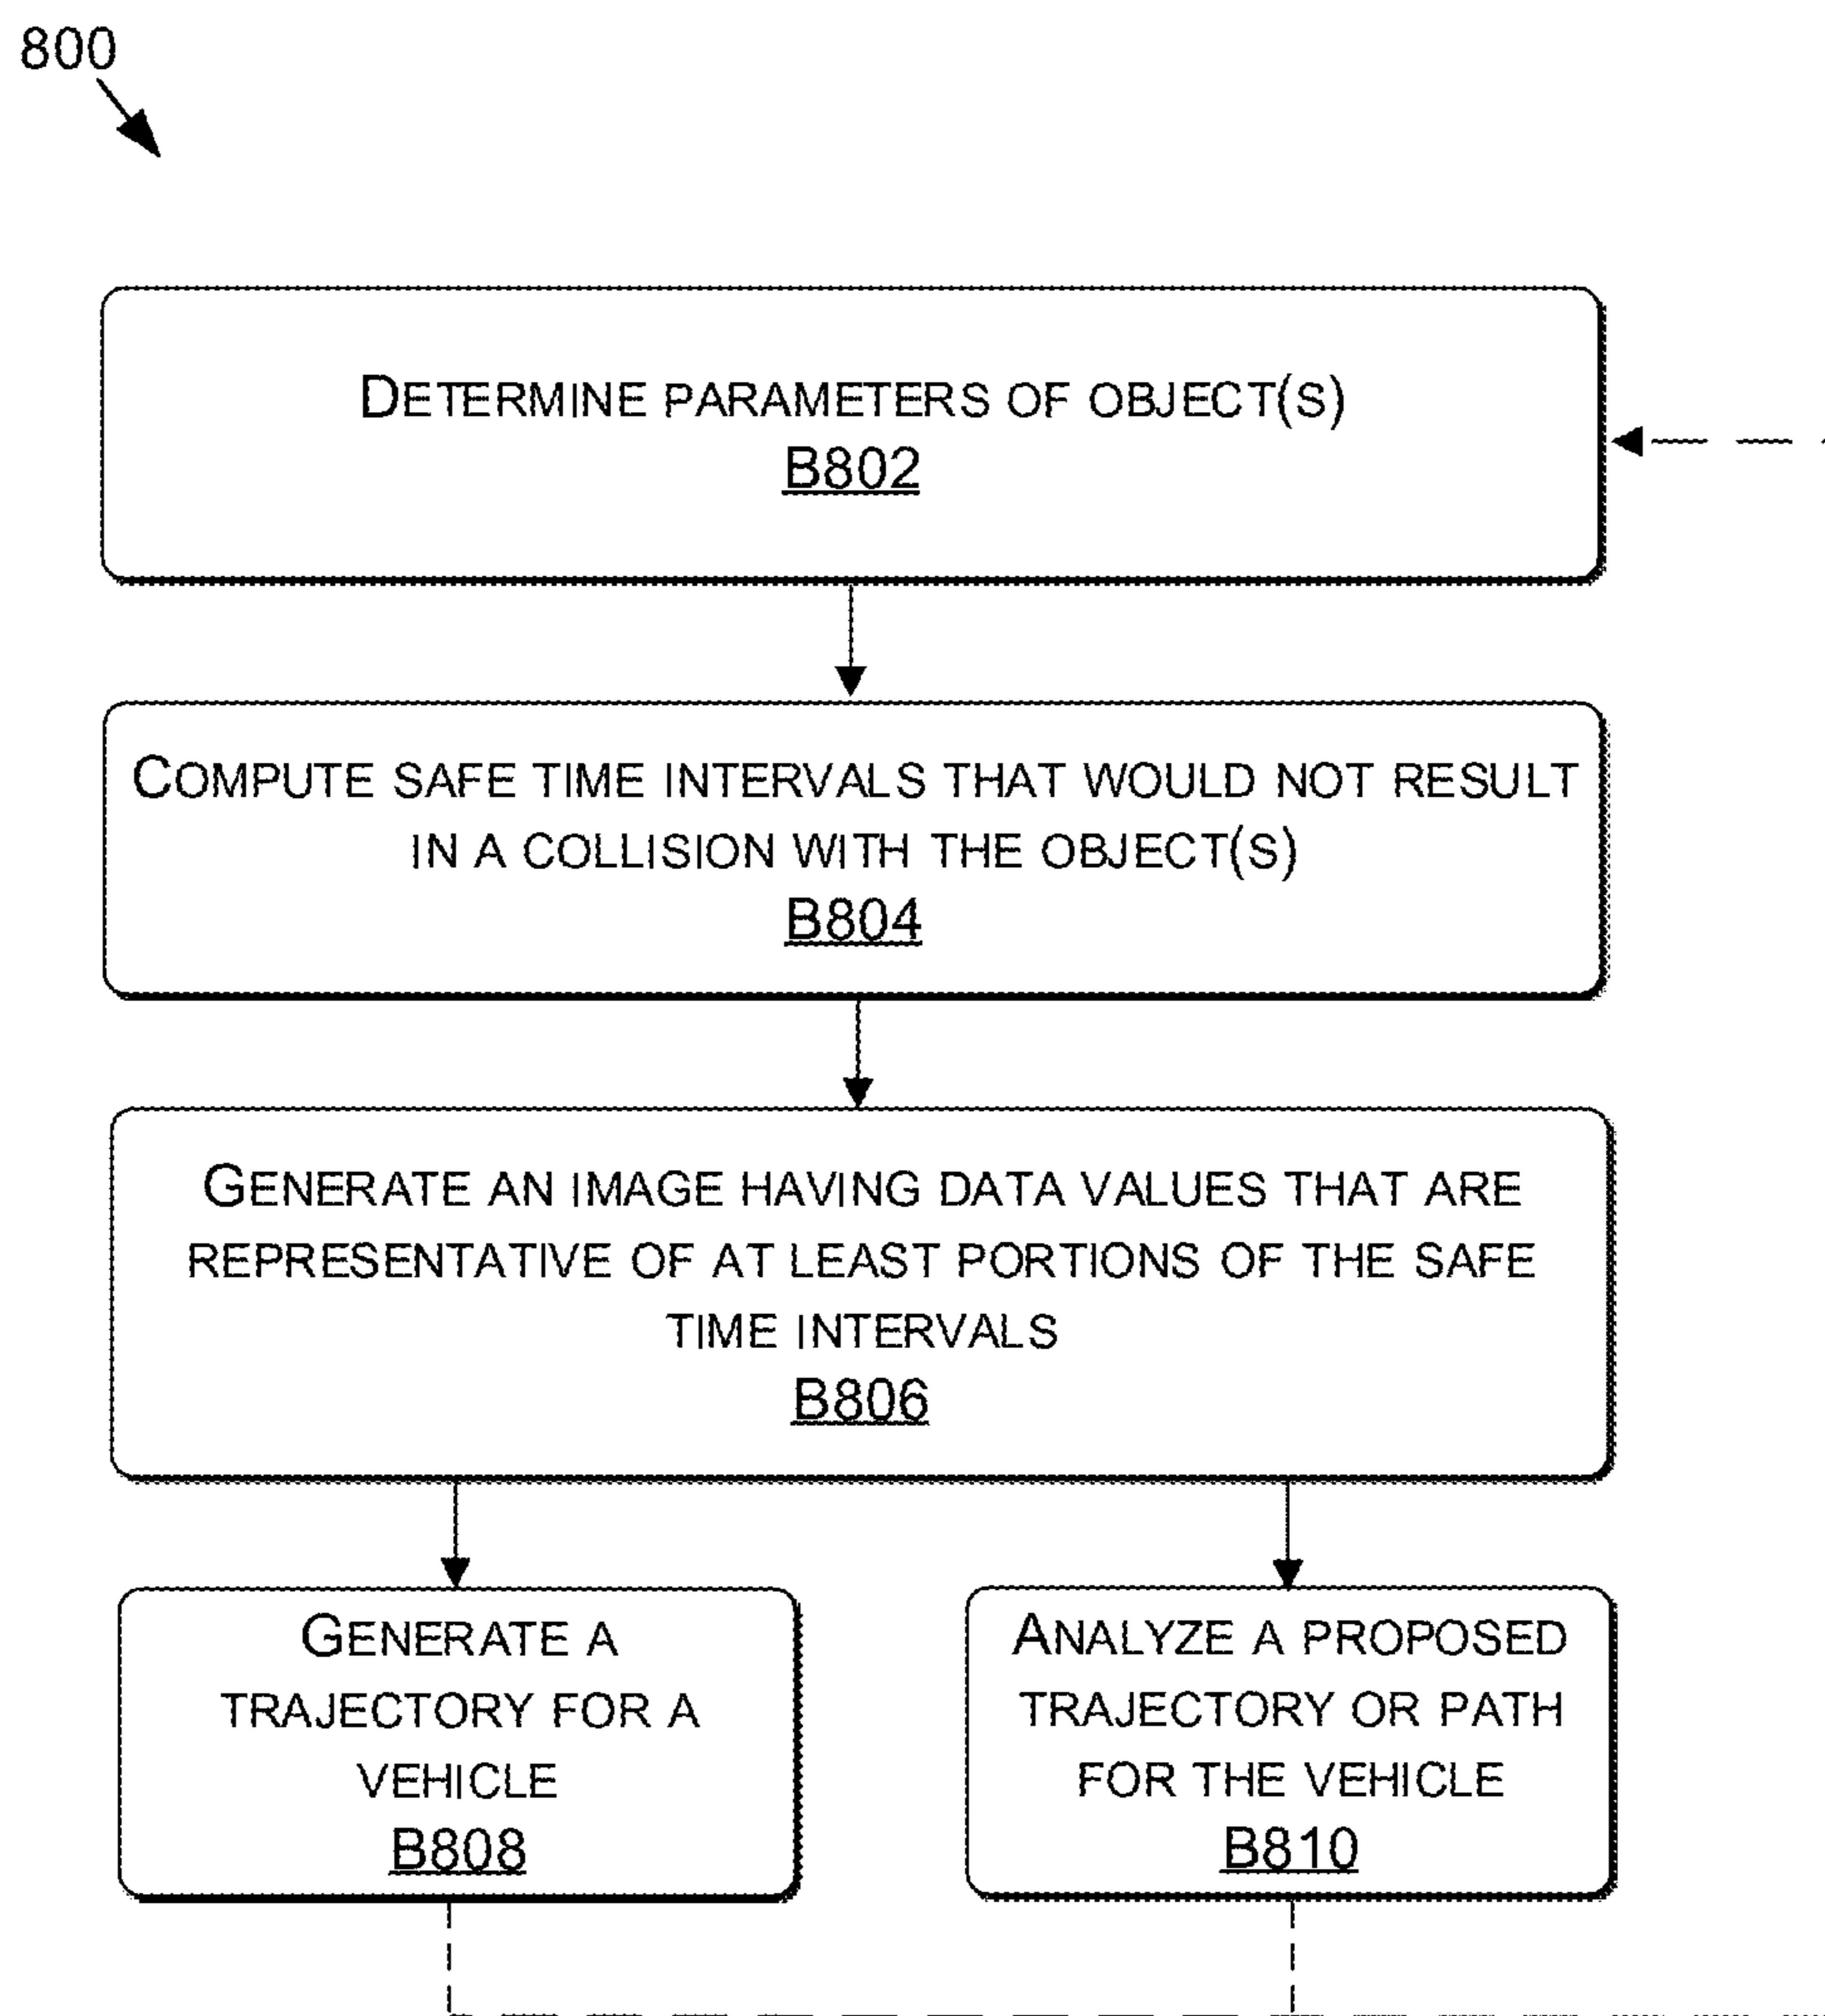 800
DETERMINE PARAMETERS OF OBJECT(S)
B802
COMPUTE SAFE TIME INTERVALS THAT WOULD NOT RESULT
IN A COLLISION WITH THE OBJECT(S)
B804
GENERATE AN IMAGE HAVING DATA VALUES THAT ARE
REPRESENTATIVE OF AT LEAST PORTIONS OF THE SAFE
TIME INTERVALS
B806
GENERATE A
TRAJECTORY FOR A
VEHICLE
B808
ANALYZE A PROPOSED
TRAJECTORY OR PATH
FOR THE VEHICLE
B810